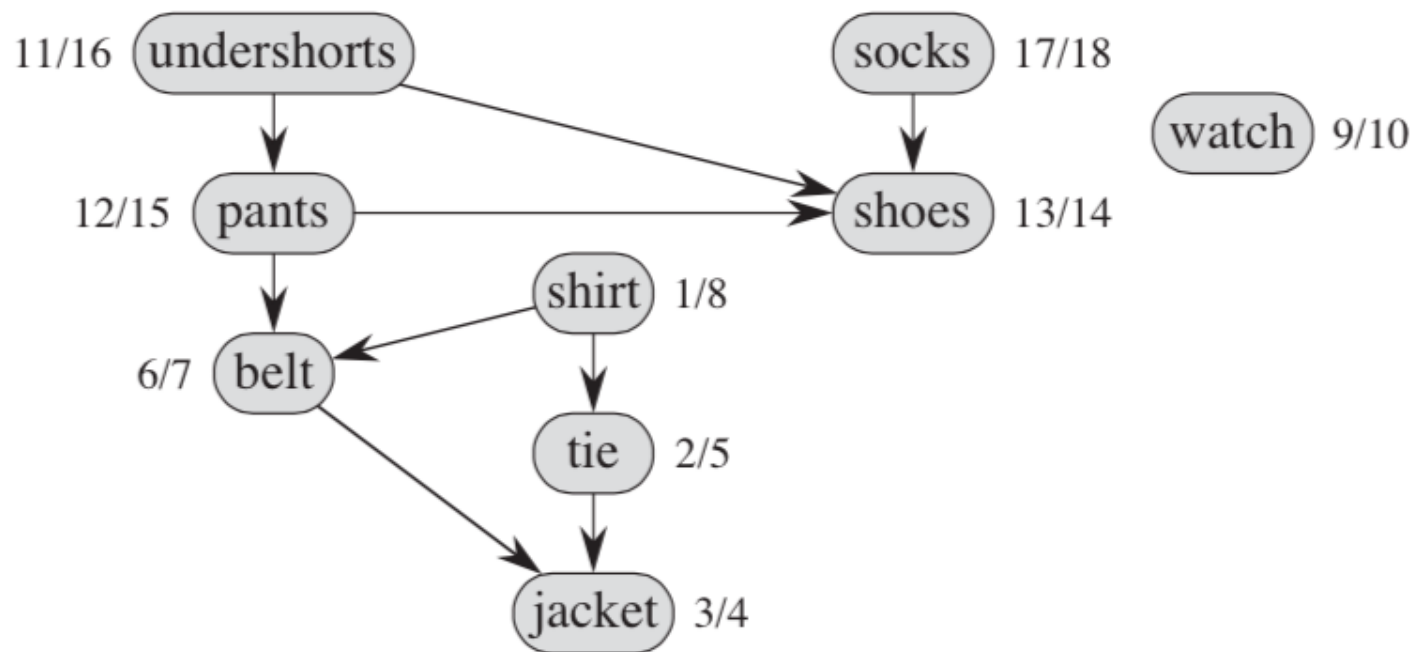 11/16 undershorts socks 17/18
watch 9/10
12/15 pants shoes 13/14
shirt 1/8
6/7 belt
tie 2/5
jacket 3/4